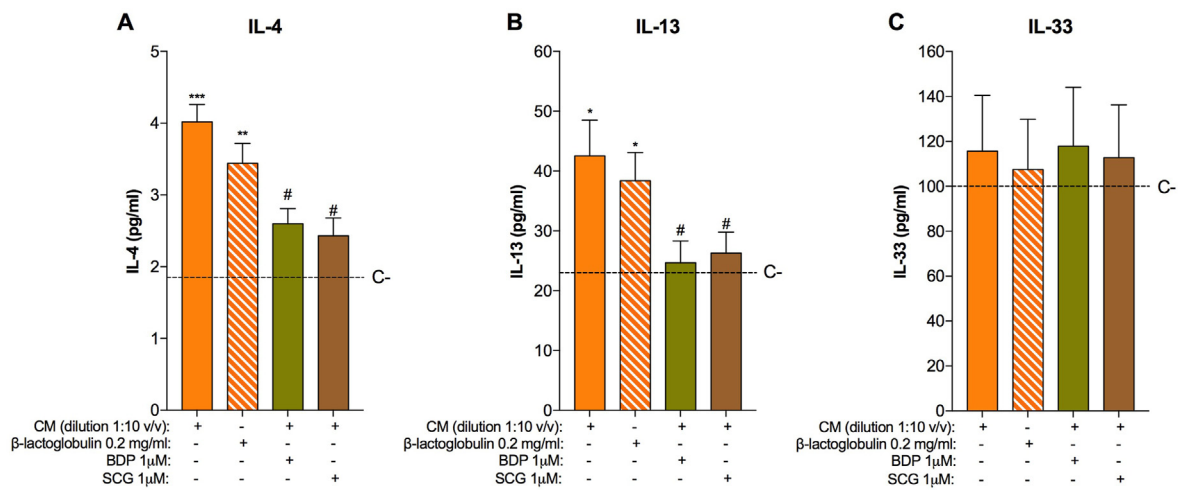 A IL-4
IL-4 (pg/ml)
5
4
3
2
1
0
***
**
#
#
C-
CM (dilution 1:10 v/v): + - + +
β-lactoglobulin 0.2 mg/ml: - + - -
BDP 1μM: - - + -
SCG 1μM: - - - +
B IL-13
IL-13 (pg/ml)
60
50
40
30
20
10
0
*
*
#
#
C-
CM (dilution 1:10 v/v): + - + +
β-lactoglobulin 0.2 mg/ml: - + - -
BDP 1μM: - - + -
SCG 1μM: - - - +
C IL-33
IL-33 (pg/ml)
160
140
120
100
80
60
40
20
0
C-
CM (dilution 1:10 v/v): + - + +
β-lactoglobulin 0.2 mg/ml: - + - -
BDP 1μM: - - + -
SCG 1μM: - - - +